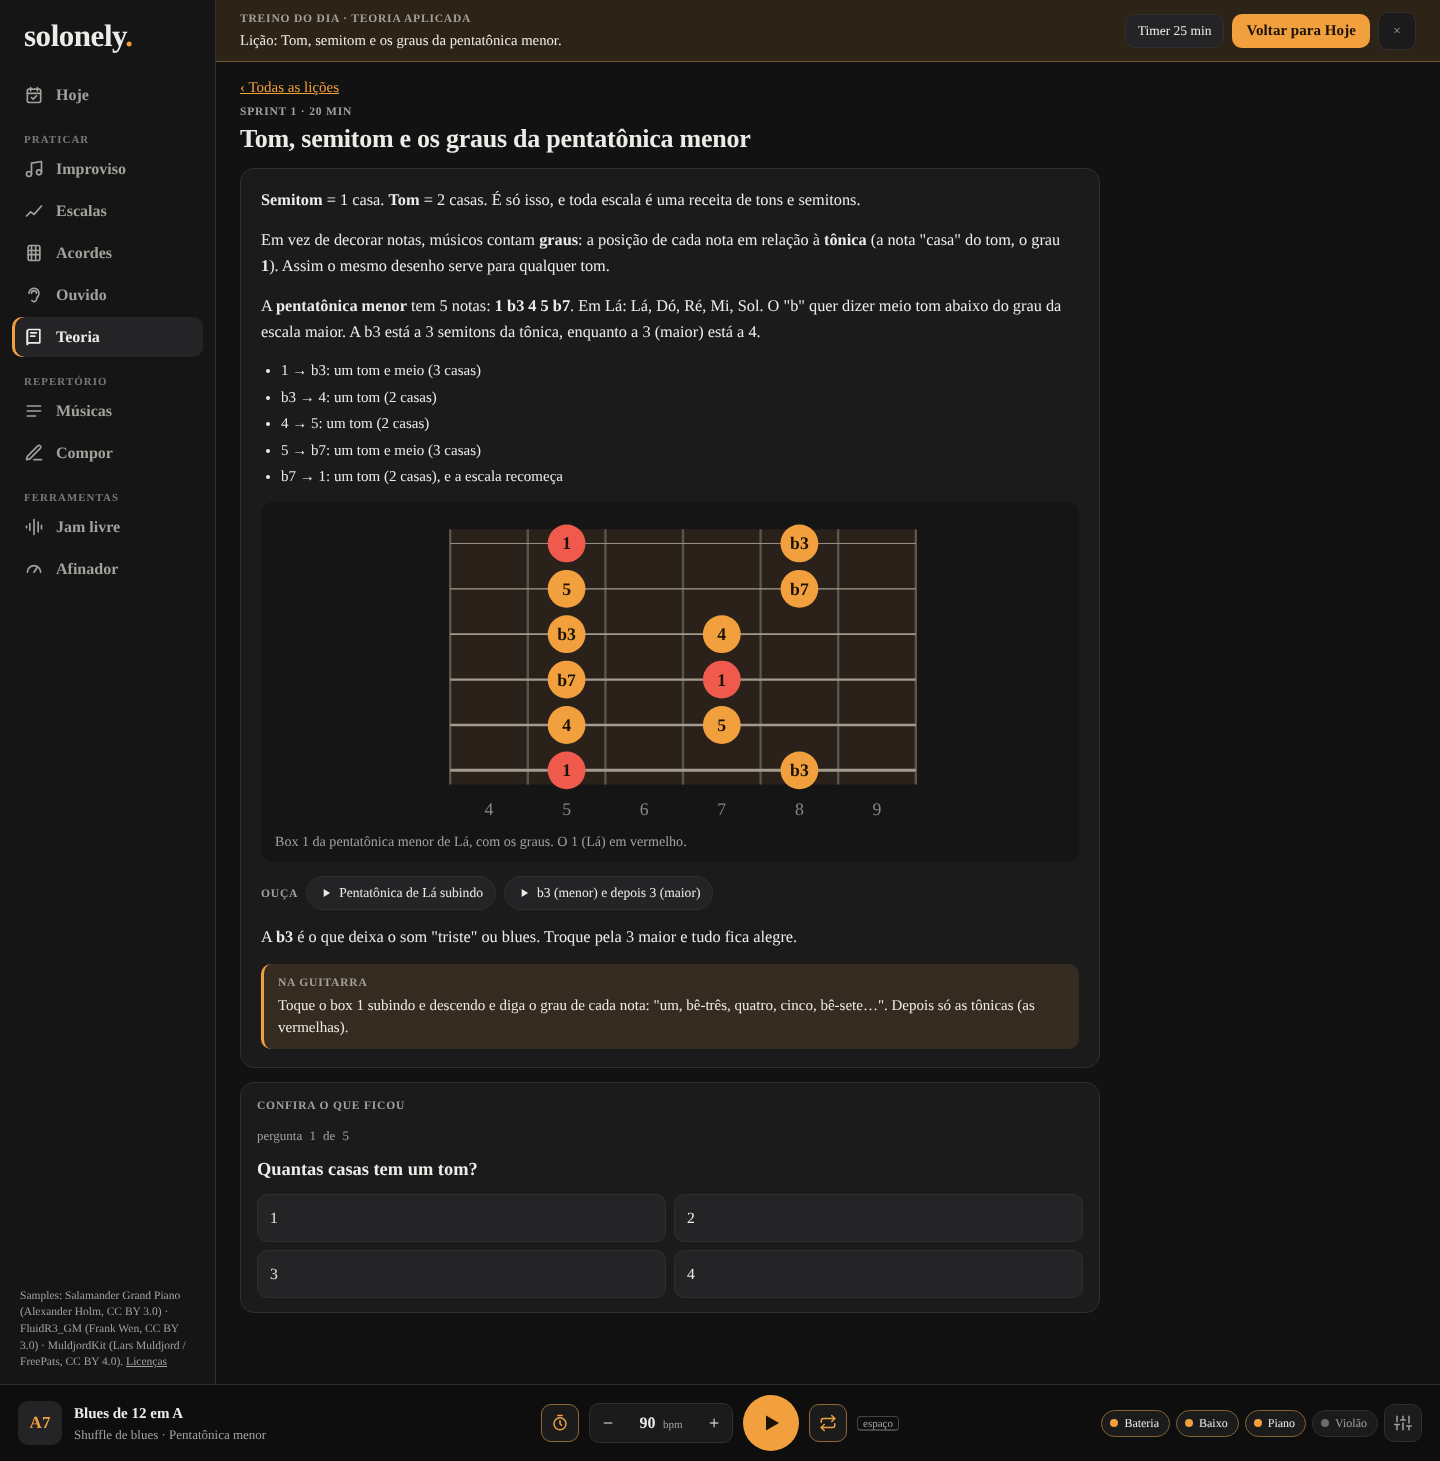 solonely.
Hoje
PRATICAR
Improviso
Escalas
Acordes
Ouvido
Teoria
REPERTÓRIO
Músicas
Compor
FERRAMENTAS
Jam livre
Afinador
Samples: Salamander Grand Piano
(Alexander Holm, CC BY 3.0) ·
FluidR3_GM (Frank Wen, CC BY
3.0) · MuldjordKit (Lars Muldjord /
FreePats, CC BY 4.0). Licenças
TREINO DO DIA · TEORIA APLICADA
Lição: Tom, semitom e os graus da pentatônica menor.
Timer 25 min
Voltar para Hoje
×
‹ Todas as lições
SPRINT 1 · 20 MIN
Tom, semitom e os graus da pentatônica menor
Semitom = 1 casa. Tom = 2 casas. É só isso, e toda escala é uma receita de tons e semitons.
Em vez de decorar notas, músicos contam graus: a posição de cada nota em relação à tônica (a nota "casa" do tom, o grau
1). Assim o mesmo desenho serve para qualquer tom.
A pentatônica menor tem 5 notas: 1 b3 4 5 b7. Em Lá: Lá, Dó, Ré, Mi, Sol. O "b" quer dizer meio tom abaixo do grau da
escala maior. A b3 está a 3 semitons da tônica, enquanto a 3 (maior) está a 4.
• 1 → b3: um tom e meio (3 casas)
• b3 → 4: um tom (2 casas)
• 4 → 5: um tom (2 casas)
• 5 → b7: um tom e meio (3 casas)
• b7 → 1: um tom (2 casas), e a escala recomeça
1 b3
5 b7
b3 4
b7 1
4 5
1 b3
4 5 6 7 8 9
Box 1 da pentatônica menor de Lá, com os graus. O 1 (Lá) em vermelho.
OUÇA
Pentatônica de Lá subindo
b3 (menor) e depois 3 (maior)
A b3 é o que deixa o som "triste" ou blues. Troque pela 3 maior e tudo fica alegre.
NA GUITARRA
Toque o box 1 subindo e descendo e diga o grau de cada nota: "um, bê-três, quatro, cinco, bê-sete…". Depois só as tônicas (as
vermelhas).
CONFIRA O QUE FICOU
pergunta 1 de 5
Quantas casas tem um tom?
1
2
3
4
A7
Blues de 12 em A
Shuffle de blues · Pentatônica menor
− 90 bpm +
espaço
Bateria
Baixo
Piano
Violão